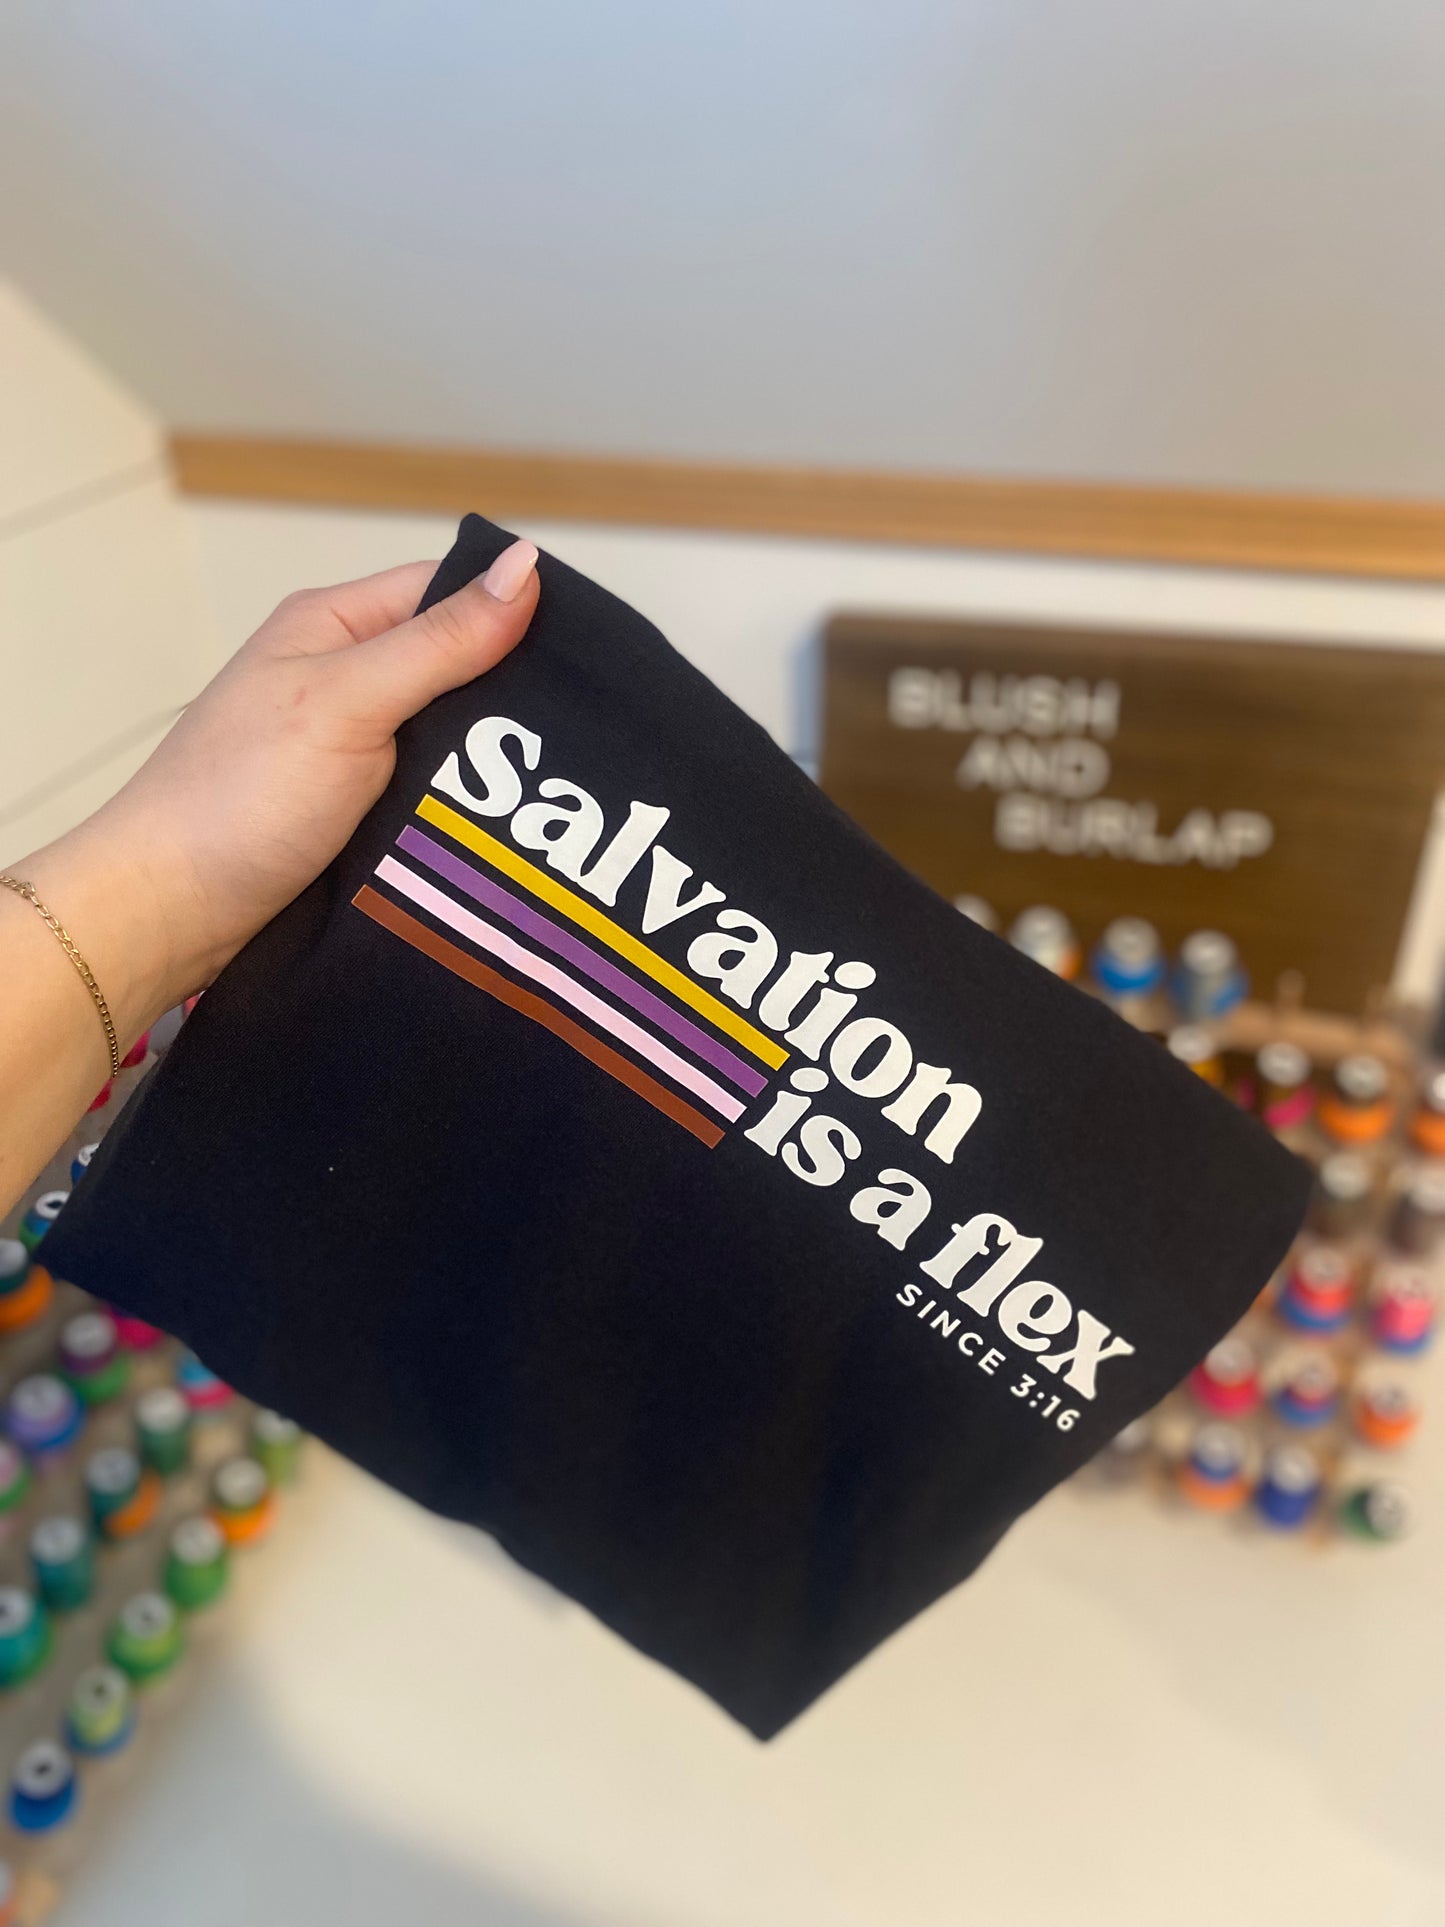 Salvation
is a flex
SINCE 3:16
BLUSH
AND
BURLAP